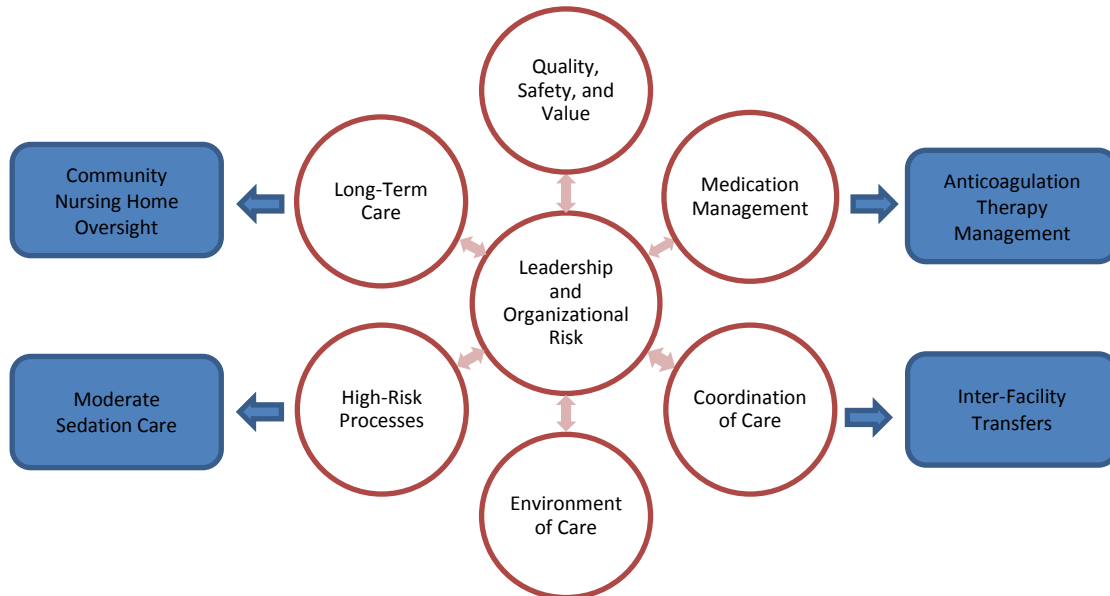 Quality,
Safety, and
Value
Community
Nursing Home
Oversight
Long-Term
Care
Medication
Management
Anticoagulation
Therapy
Management
Leadership
and
Organizational
Risk
Moderate
Sedation Care
High-Risk
Processes
Coordination
of Care
Inter-Facility
Transfers
Environment
of Care